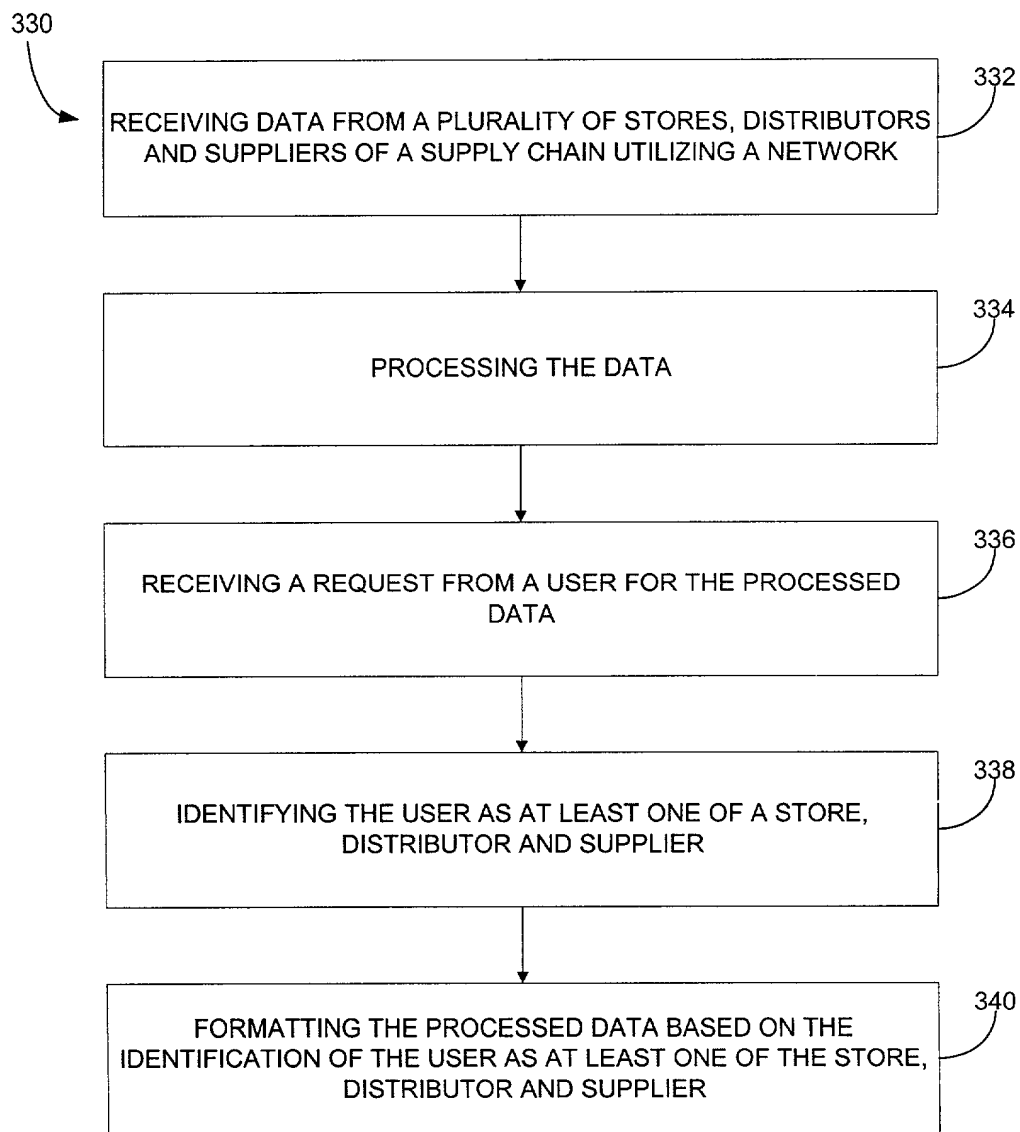 330
332
RECEIVING DATA FROM A PLURALITY OF STORES, DISTRIBUTORS
AND SUPPLIERS OF A SUPPLY CHAIN UTILIZING A NETWORK
334
PROCESSING THE DATA
336
RECEIVING A REQUEST FROM A USER FOR THE PROCESSED
DATA
338
IDENTIFYING THE USER AS AT LEAST ONE OF A STORE,
DISTRIBUTOR AND SUPPLIER
340
FORMATTING THE PROCESSED DATA BASED ON THE
IDENTIFICATION OF THE USER AS AT LEAST ONE OF THE STORE,
DISTRIBUTOR AND SUPPLIER